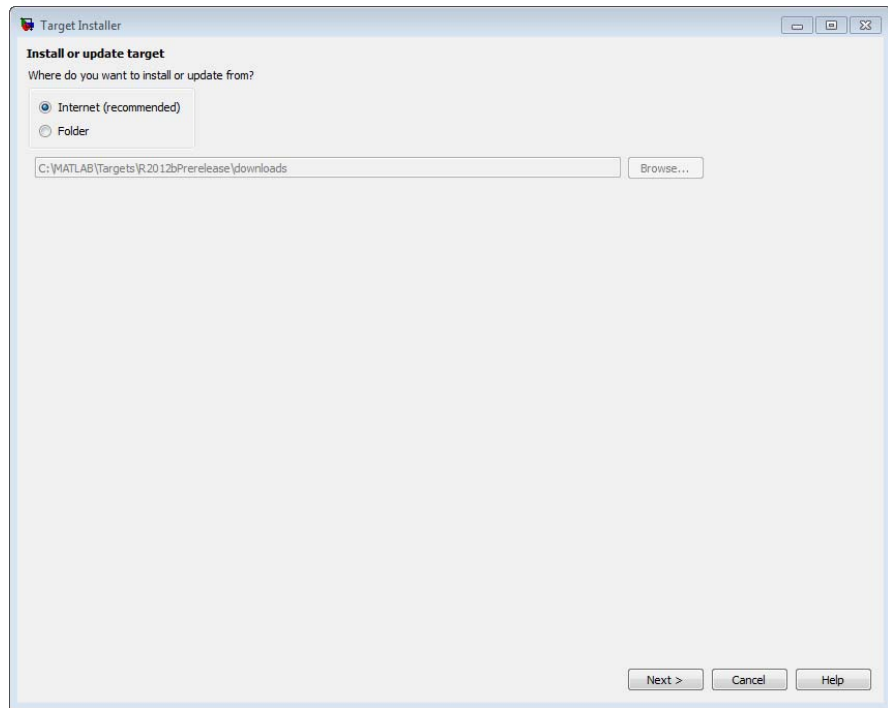 Target Installer
Install or update target
Where do you want to install or update from?
Internet (recommended)
Folder
C:\MATLAB\Targets\R2012bPrerelease\downloads Browse...
Next > Cancel Help